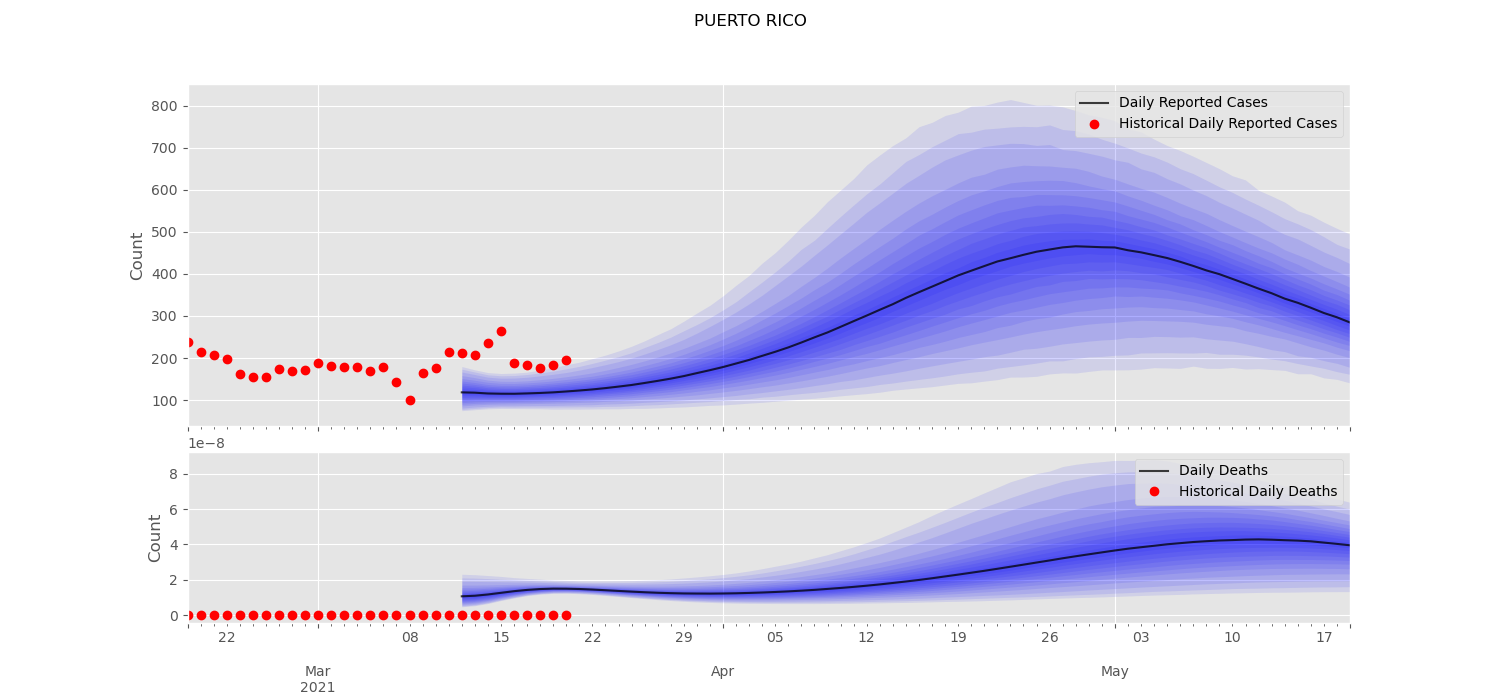 PUERTO RICO
Daily Reported Cases
Historical Daily Reported Cases
800
700
600
500
400
300
200
100
Count
1e−8
Daily Deaths
Historical Daily Deaths
8
6
4
2
0
Count
22 08 15 22 29 05 12 19 26 03 10 17
Mar Apr May
2021